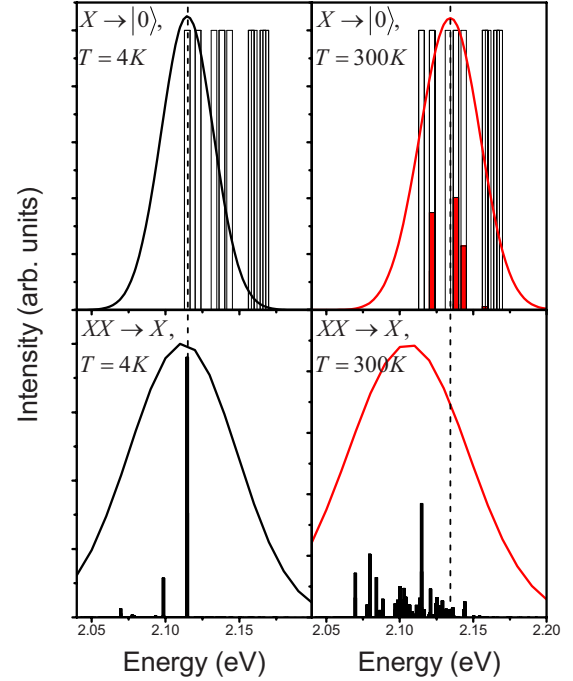 X → |0⟩,
T = 4K
X → |0⟩,
T = 300K
Intensity (arb. units)
XX → X,
T = 4K
XX → X,
T = 300K
2.05 2.10 2.15 2.05 2.10 2.15 2.20
Energy (eV) Energy (eV)